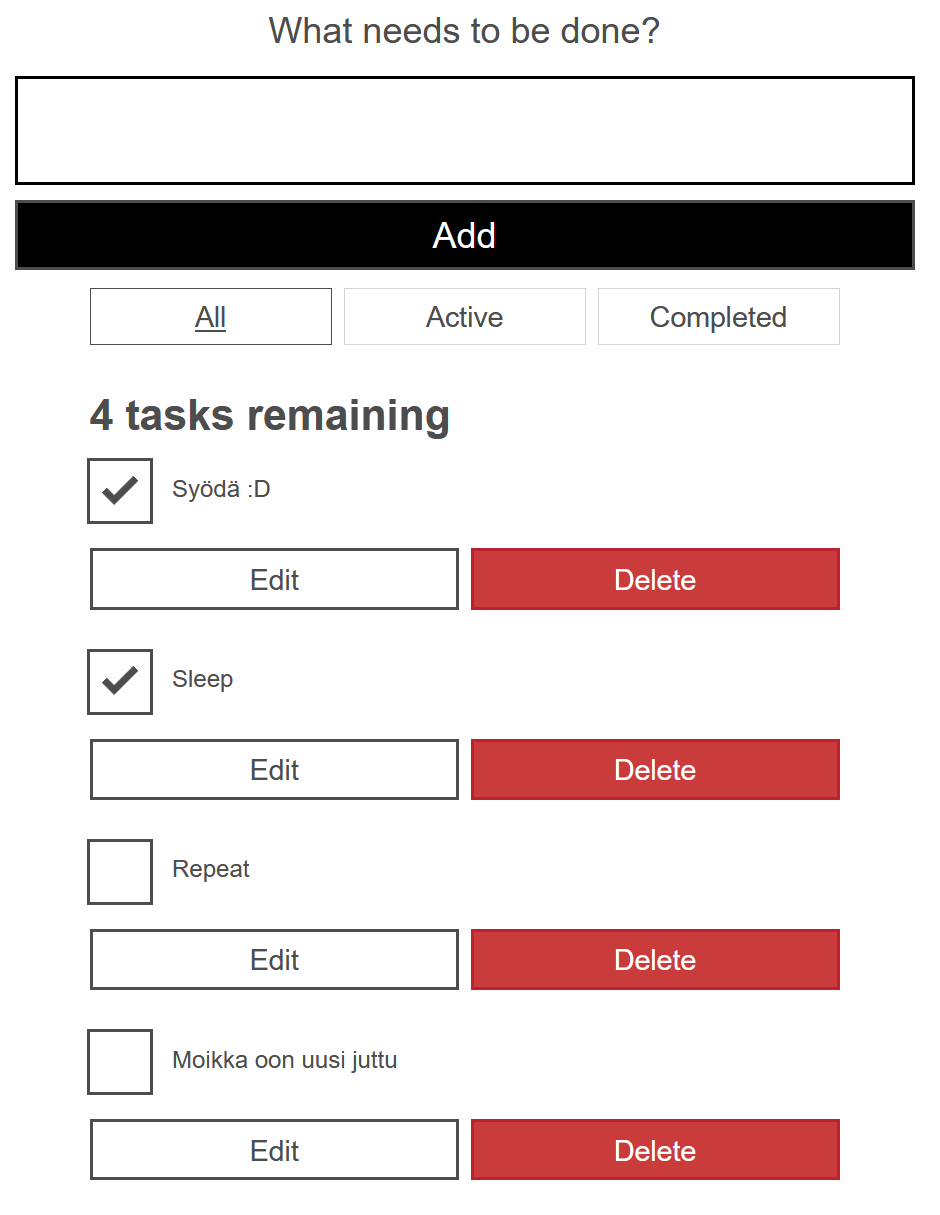 What needs to be done?
Add
All Active Completed
4 tasks remaining
Syödä :D
Edit Delete
Sleep
Edit Delete
Repeat
Edit Delete
Moikka oon uusi juttu
Edit Delete